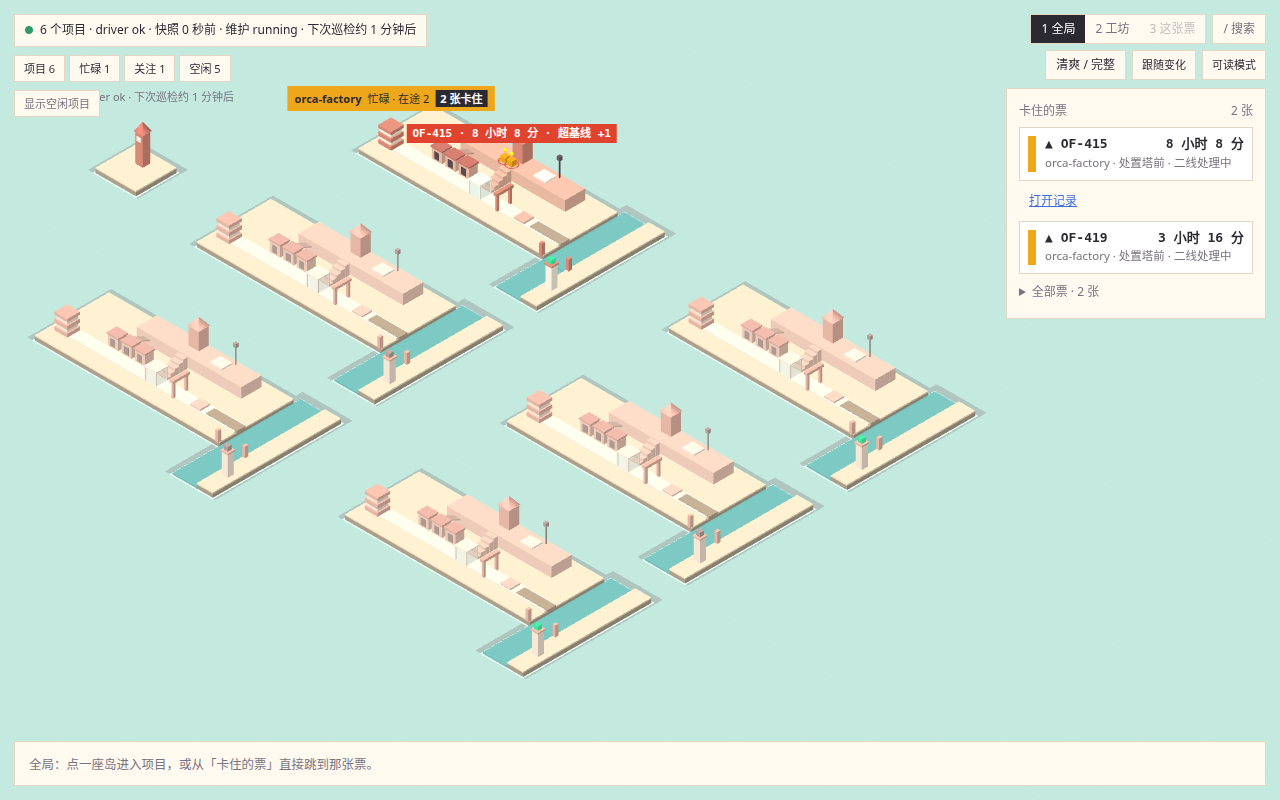 6 个项目 · driver ok · 快照 0 秒前 · 维护 running · 下次巡检约 1 分钟后
1 全局 2 工坊 3 这张票 / 搜索
项目 6 忙碌 1 关注 1 空闲 5
清爽 / 完整 跟随变化 可读模式
显示空闲项目 er ok · 下次巡检约 1 分钟后
orca-factory 忙碌 · 在途 2 2 张卡住
OF-415 · 8 小时 8 分 · 超基线 +1
卡住的票 2 张
▲ OF-415 8 小时 8 分
orca-factory · 处置塔前 · 二线处理中
打开记录
▲ OF-419 3 小时 16 分
orca-factory · 处置塔前 · 二线处理中
▶ 全部票 · 2 张
全局：点一座岛进入项目，或从「卡住的票」直接跳到那张票。